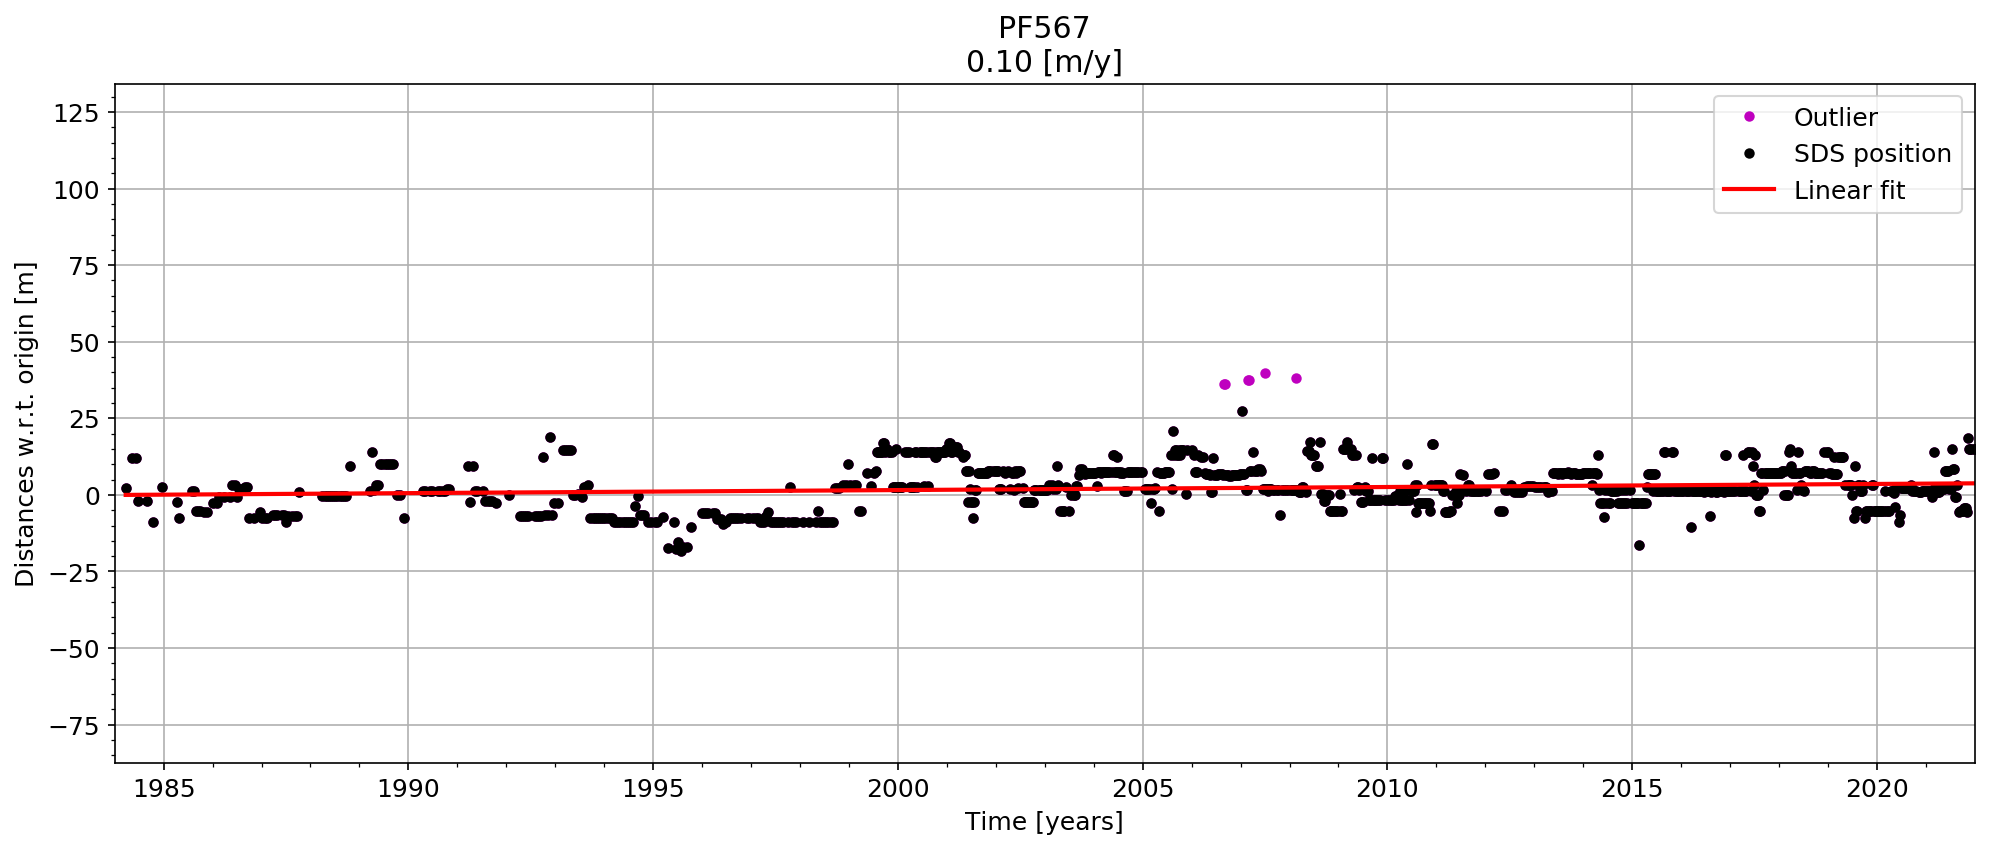 PF567
0.10 [m/y]
Distances w.r.t. origin [m]
125
100
75
50
25
0
−25
−50
−75
Outlier
SDS position
Linear fit
1985 1990 1995 2000 2005 2010 2015 2020
Time [years]